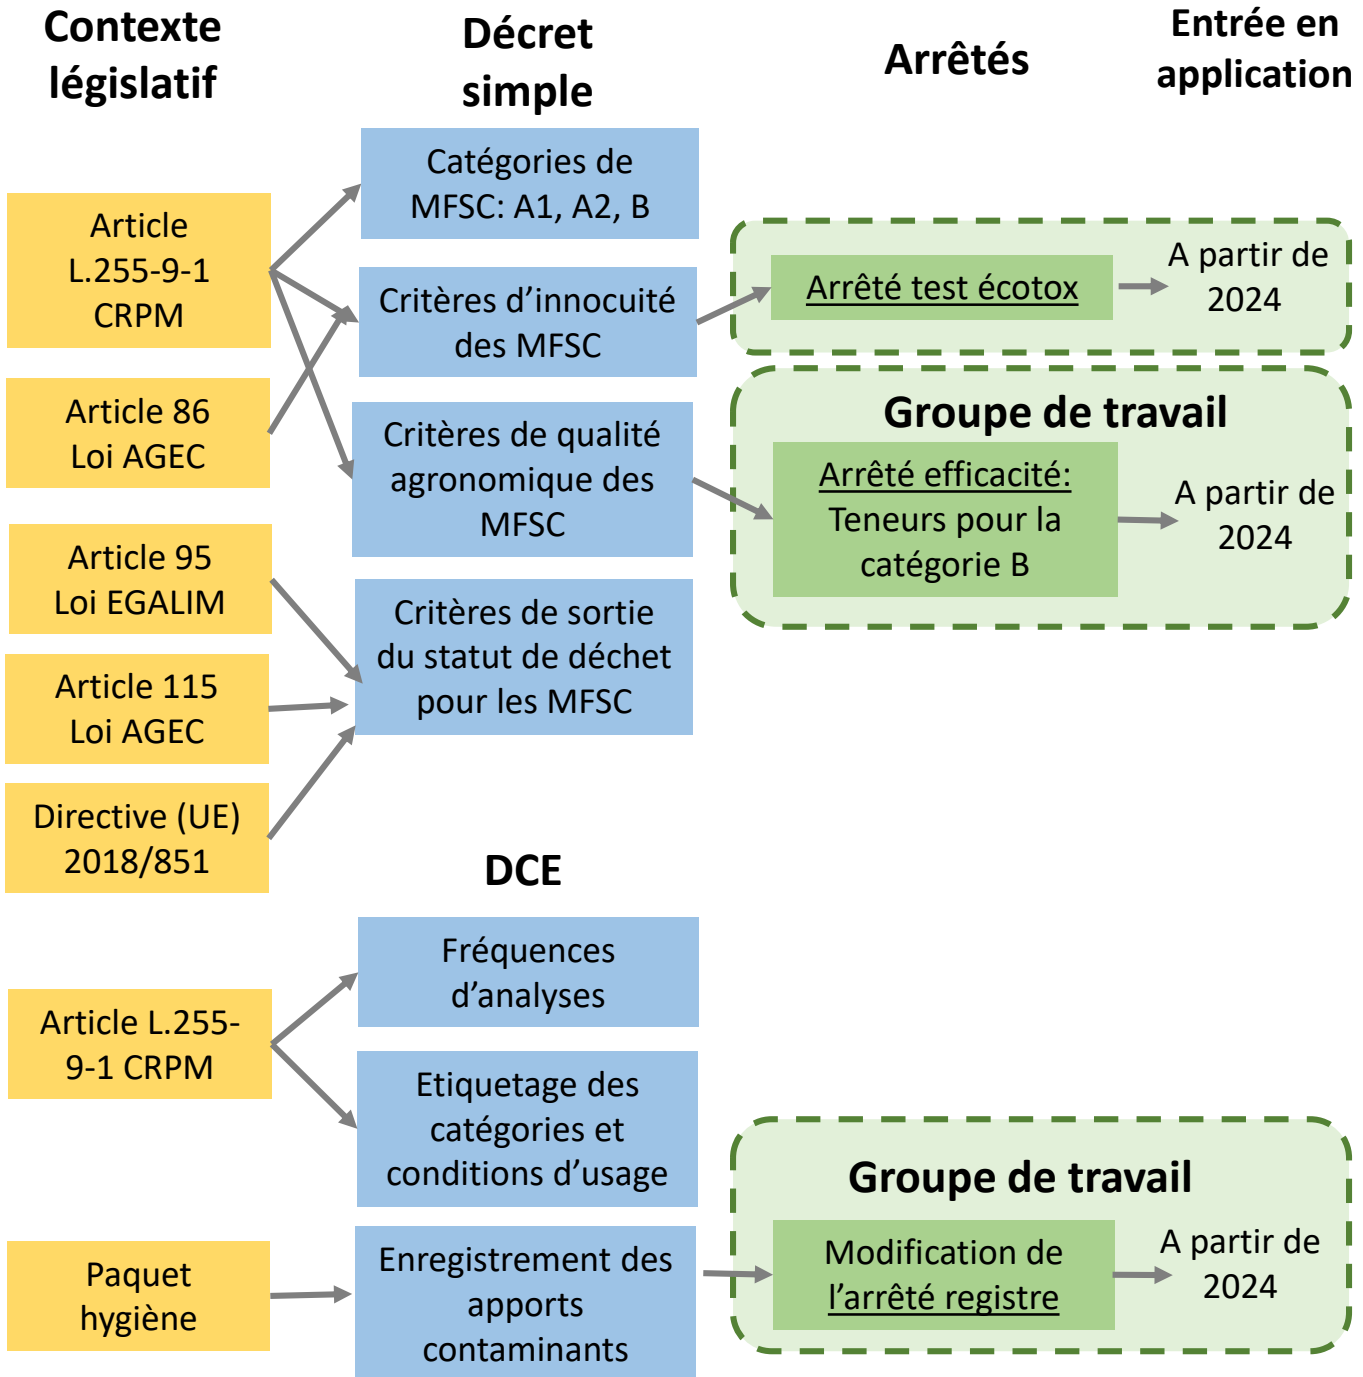 Contexte
législatif
Décret
simple
Arrêtés
Entrée en
application
Article
L.255-9-1
CRPM
Article 86
Loi AGEC
Article 95
Loi EGALIM
Article 115
Loi AGEC
Directive (UE)
2018/851
Catégories de
MFSC: A1, A2, B
Critères d’innocuité
des MFSC
Critères de qualité
agronomique des
MFSC
Critères de sortie
du statut de déchet
pour les MFSC
Arrêté test écotox
A partir de
2024
Groupe de travail
Arrêté efficacité:
Teneurs pour la
catégorie B
A partir de
2024
DCE
Article L.255-
9-1 CRPM
Paquet
hygiène
Fréquences
d’analyses
Etiquetage des
catégories et
conditions d’usage
Enregistrement des
apports
contaminants
Groupe de travail
Modification de
l’arrêté registre
A partir de
2024